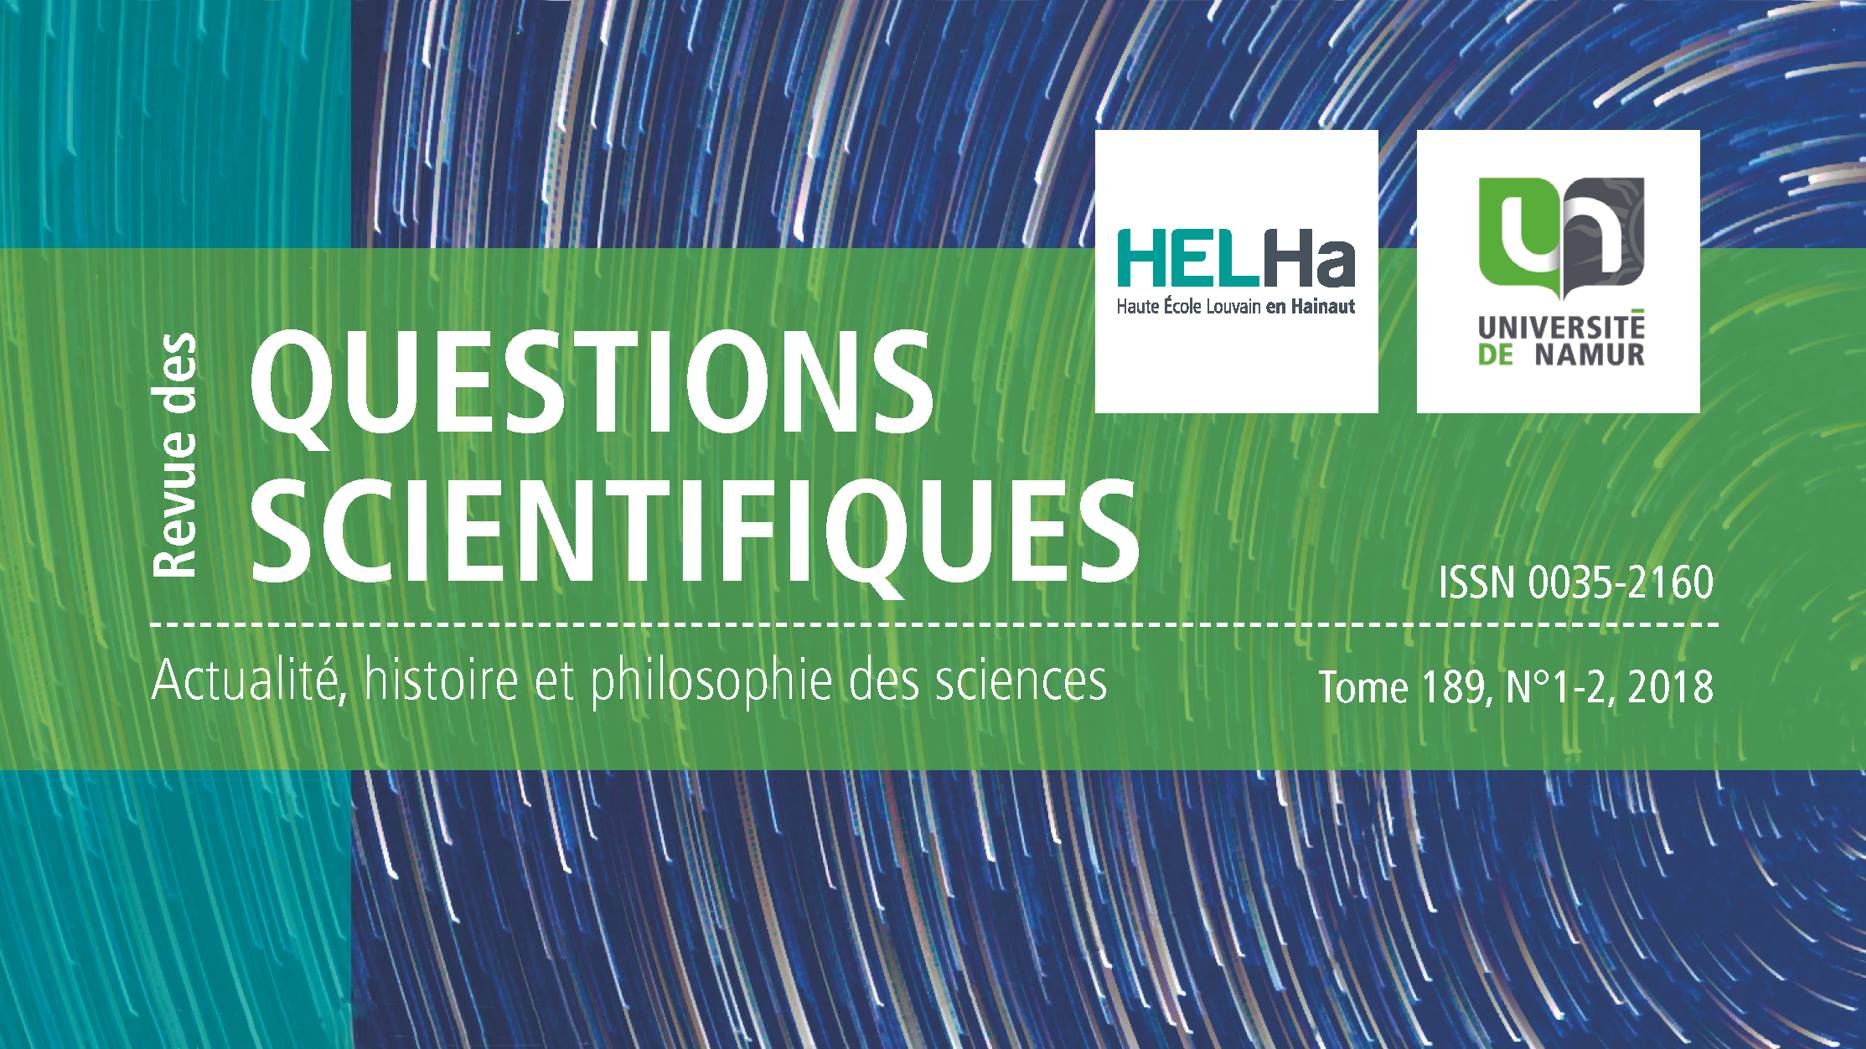 HELHa
Haute École Louvain en Hainaut
un
UNIVERSITÉ
DE NAMUR
Revue des
QUESTIONS
SCIENTIFIQUES
ISSN 0035-2160
Actualité, histoire et philosophie des sciences
Tome 189, N°1-2, 2018